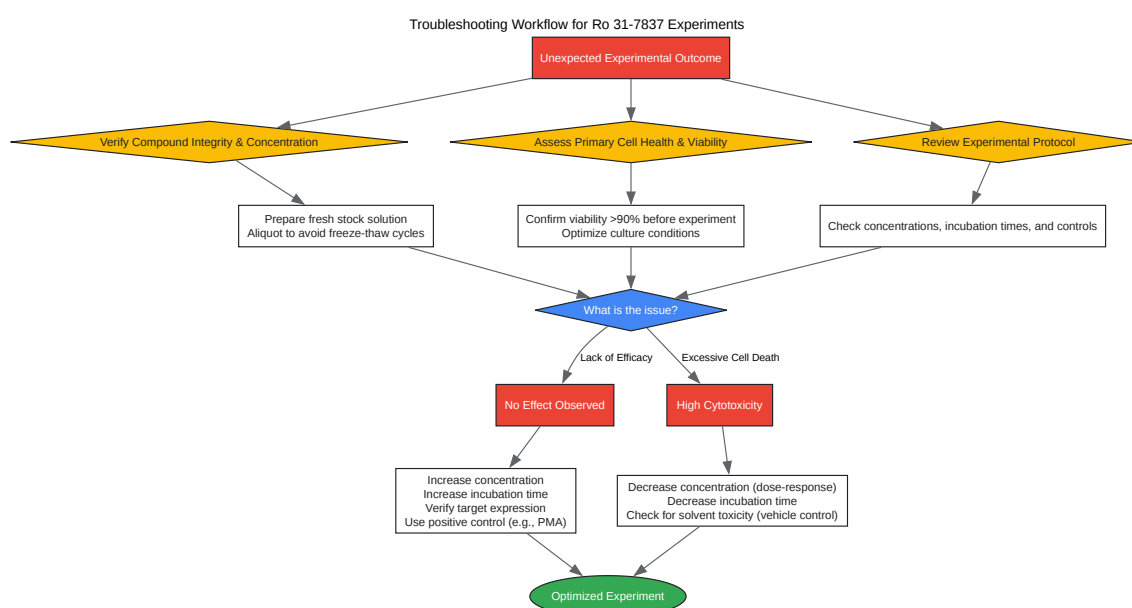 Troubleshooting Workflow for Ro 31-7837 Experiments
Unexpected Experimental Outcome
Verify Compound Integrity & Concentration
Assess Primary Cell Health & Viability
Review Experimental Protocol
Prepare fresh stock solution
Aliquot to avoid freeze-thaw cycles
Confirm viability >90% before experiment
Optimize culture conditions
Check concentrations, incubation times, and controls
What is the issue?
Lack of Efficacy
Excessive Cell Death
No Effect Observed
High Cytotoxicity
Increase concentration
Increase incubation time
Verify target expression
Use positive control (e.g., PMA)
Decrease concentration (dose-response)
Decrease incubation time
Check for solvent toxicity (vehicle control)
Optimized Experiment